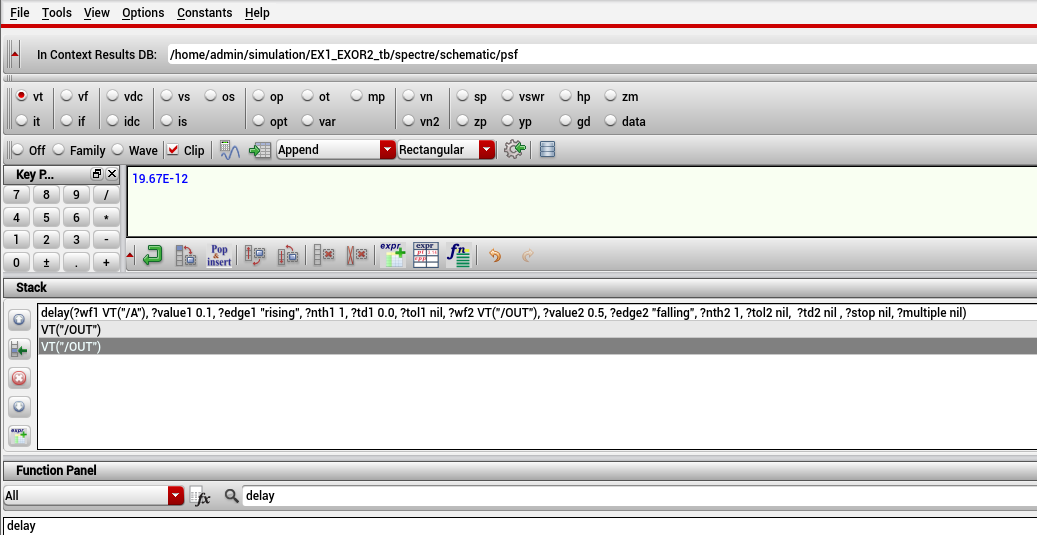 File Tools View Options Constants Help
In Context Results DB: /home/admin/simulation/EX1_EXOR2_tb/spectre/schematic/psf
vt vf vdc vs os op ot mp vn sp vswr hp zm
it if idc is opt var vn2 zp yp gd data
Off Family Wave Clip Append Rectangular
Key P...
19.67E-12
7 8 9 /
4 5 6 *
1 2 3 -
0 ± . +
Pop & insert expr expr fn
Stack
delay(?wf1 VT("/A"), ?value1 0.1, ?edge1 "rising", ?nth1 1, ?td1 0.0, ?tol1 nil, ?wf2 VT("/OUT"), ?value2 0.5, ?edge2 "falling", ?nth2 1, ?tol2 nil, ?td2 nil , ?stop nil, ?multiple nil)
VT("/OUT")
VT("/OUT")
expr
Function Panel
All fx delay
delay